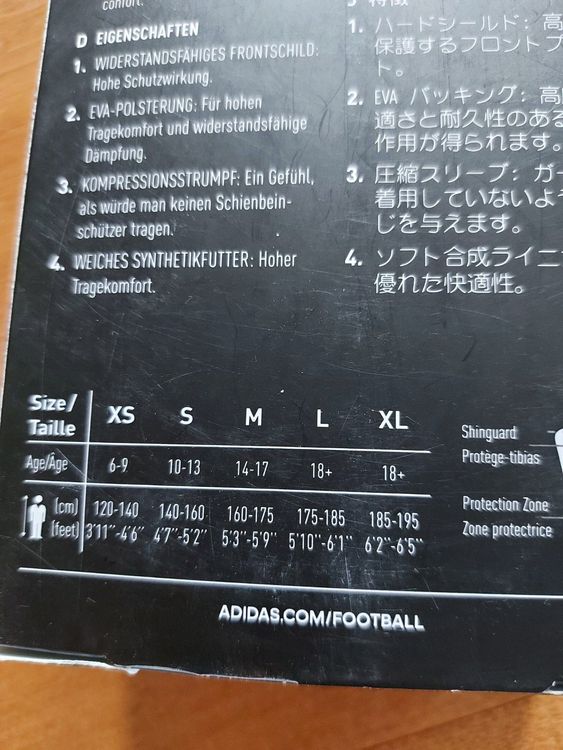 confort.
D EIGENSCHAFTEN
1. WIDERSTANDSFÄHIGES FRONTSCHILD:
Hohe Schutzwirkung.
2. EVA-POLSTERUNG: Für hohen
Tragekomfort und widerstandsfähige
Dämpfung.
3. KOMPRESSIONSSTRUMPF: Ein Gefühl,
als würde man keinen Schienbein-
schützer tragen.
4. WEICHES SYNTHETIKFUTTER: Hoher
Tragekomfort.
J 特徴
1. ハードシールド: 高
保護するフロントプ
ト。
2. EVA パッキング: 高
適さと耐久性のある
作用が得られます。
3. 圧縮スリーブ: ガー
着用していないよう
じを与えます。
4. ソフト合成ライニ
優れた快適性。
Size/ XS S M L XL
Taille
Age/Âge 6-9 10-13 14-17 18+ 18+
(cm) 120-140 140-160 160-175 175-185 185-195
(feet) 3'11''-4'6'' 4'7''-5'2'' 5'3''-5'9'' 5'10''-6'1'' 6'2''-6'5''
Shinguard
Protège-tibias
Protection Zone
Zone protectrice
ADIDAS.COM/FOOTBALL